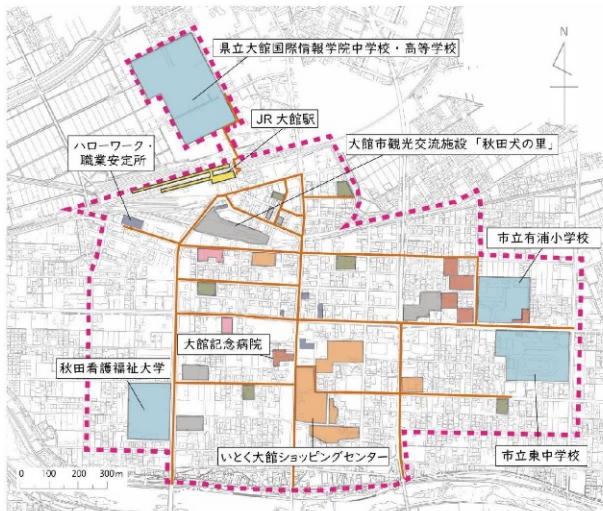 県立大館国際情報学院中学校・高等学校
N
JR 大館駅
ハローワーク・
職業安定所
大館市観光交流施設「秋田犬の里」
市立有浦小学校
大館記念病院
秋田看護福祉大学
いとく大館ショッピングセンター
市立東中学校
0 100 200 300m